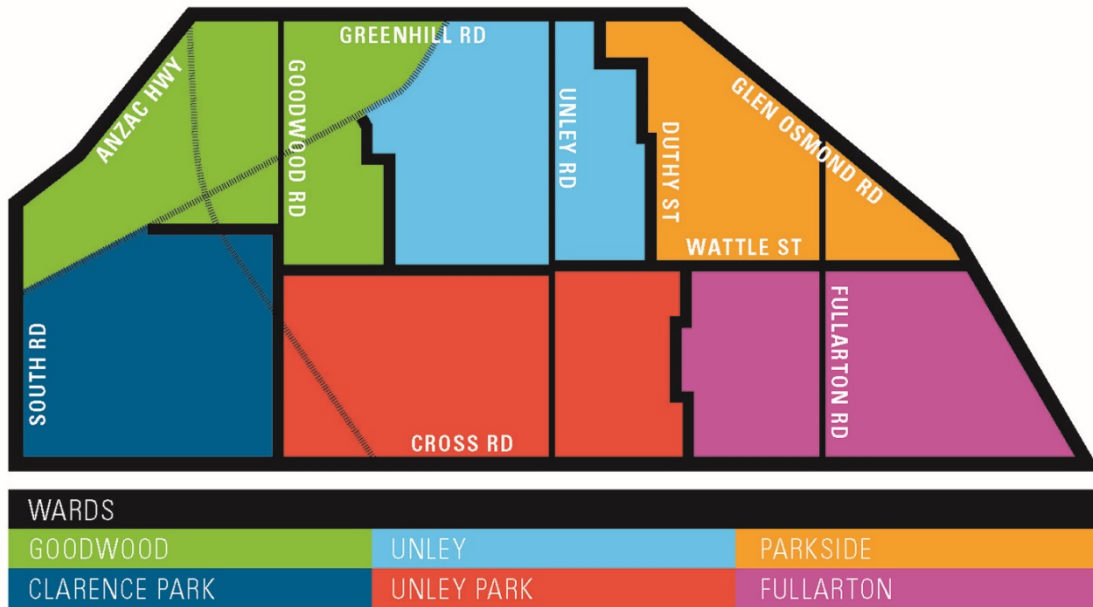 GREENHILL RD
ANZAC HWY
GOODWOOD RD
UNLEY RD
DUTHY ST
GLEN OSMOND RD
WATTLE ST
SOUTH RD
FULLARTON RD
CROSS RD
WARDS
GOODWOOD UNLEY PARKSIDE
CLARENCE PARK UNLEY PARK FULLARTON